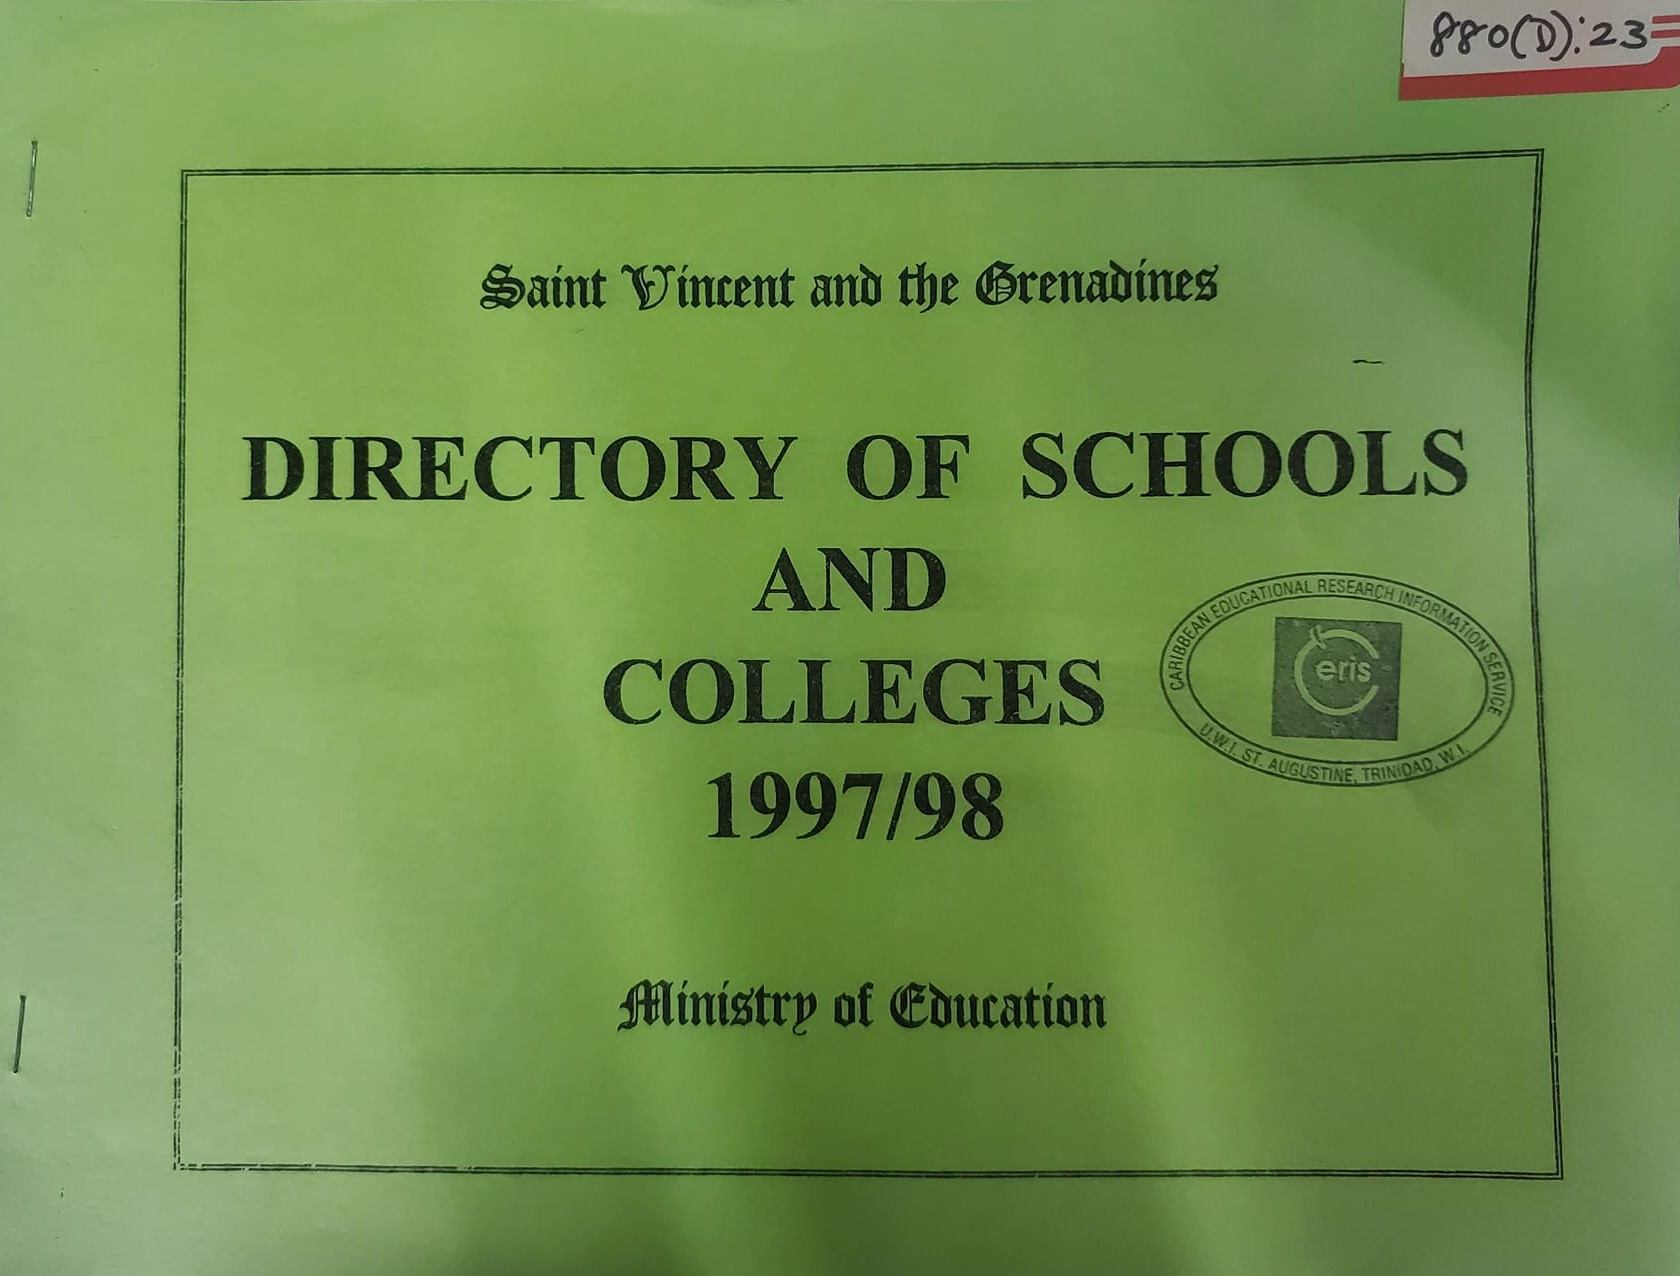 880(D):23
Saint Vincent and the Grenadines
DIRECTORY OF SCHOOLS
AND
COLLEGES
1997/98
CARIBBEAN EDUCATIONAL RESEARCH INFORMATION SERVICE
eris
U.W.I. ST. AUGUSTINE, TRINIDAD, W.I.
Ministry of Education